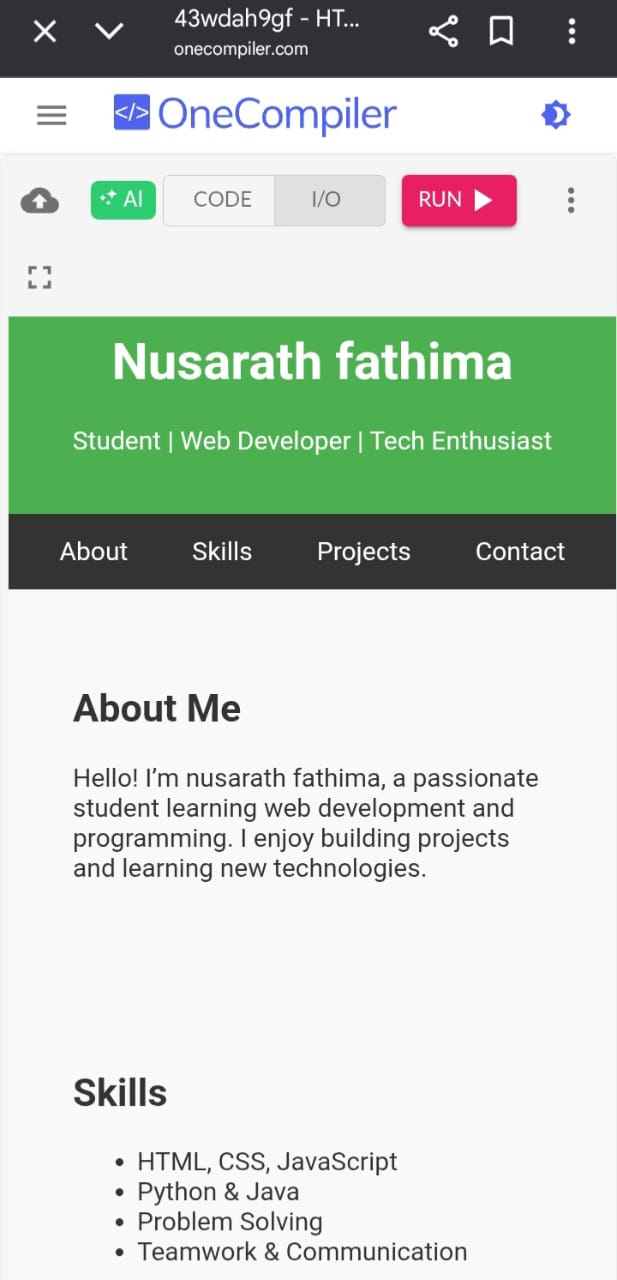 43wdah9gf - HT...
onecompiler.com
</> OneCompiler
AI CODE I/O RUN
Nusarath fathima
Student | Web Developer | Tech Enthusiast
About Skills Projects Contact
About Me
Hello! I’m nusarath fathima, a passionate
student learning web development and
programming. I enjoy building projects
and learning new technologies.
Skills
• HTML, CSS, JavaScript
• Python & Java
• Problem Solving
• Teamwork & Communication